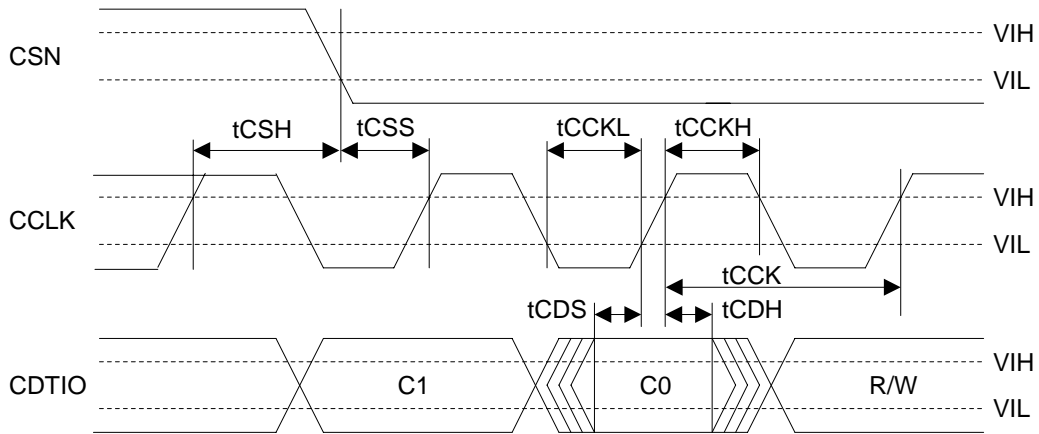 VIH
CSN
VIL
tCSH tCSS tCCKL tCCKH
VIH
CCLK
VIL
tCCK
tCDS tCDH
VIH
CDTIO C1 C0 R/W
VIL